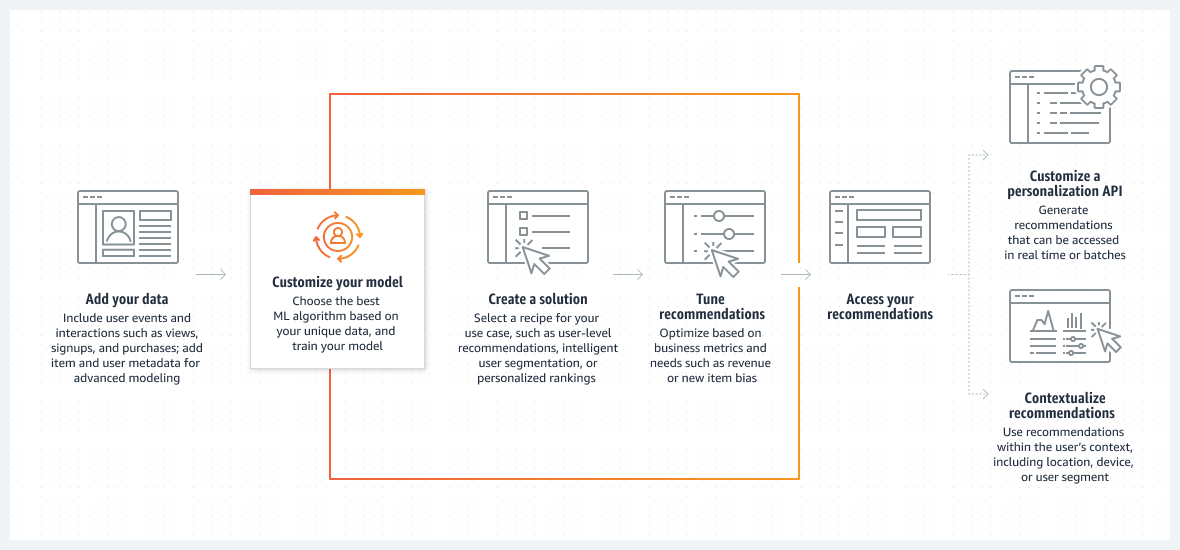 Add your data
Include user events and
interactions such as views,
signups, and purchases; add
item and user metadata for
advanced modeling
Customize your model
Choose the best
ML algorithm based on
your unique data, and
train your model
Create a solution
Select a recipe for your
use case, such as user-level
recommendations, intelligent
user segmentation, or
personalized rankings
Tune
recommendations
Optimize based on
business metrics and
needs such as revenue
or new item bias
Access your
recommendations
Customize a
personalization API
Generate
recommendations
that can be accessed
in real time or batches
Contextualize
recommendations
Use recommendations
within the user's context,
including location, device,
or user segment